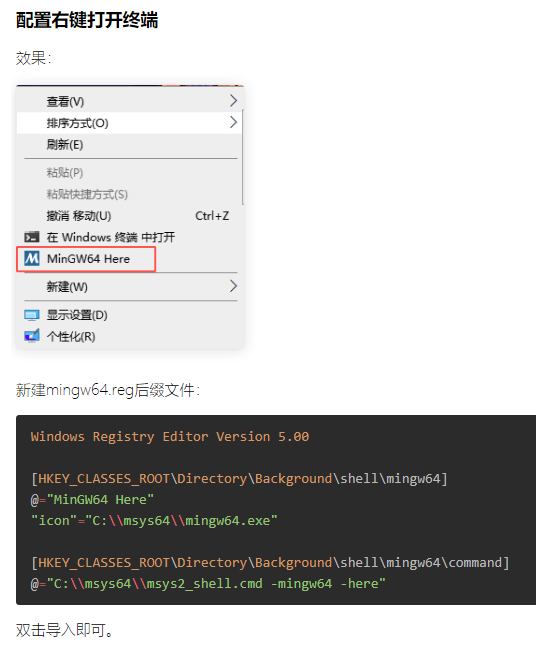 配置右键打开终端
效果：
查看(V)
排序方式(O)
刷新(E)
粘贴(P)
粘贴快捷方式(S)
撤消 移动(U) Ctrl+Z
在 Windows 终端 中打开
MinGW64 Here
新建(W)
显示设置(D)
个性化(R)
新建mingw64.reg后缀文件：
Windows Registry Editor Version 5.00
[HKEY_CLASSES_ROOT\Directory\Background\shell\mingw64]
@="MinGW64 Here"
"icon"="C:\\msys64\\mingw64.exe"
[HKEY_CLASSES_ROOT\Directory\Background\shell\mingw64\command]
@="C:\\msys64\\msys2_shell.cmd -mingw64 -here"
双击导入即可。